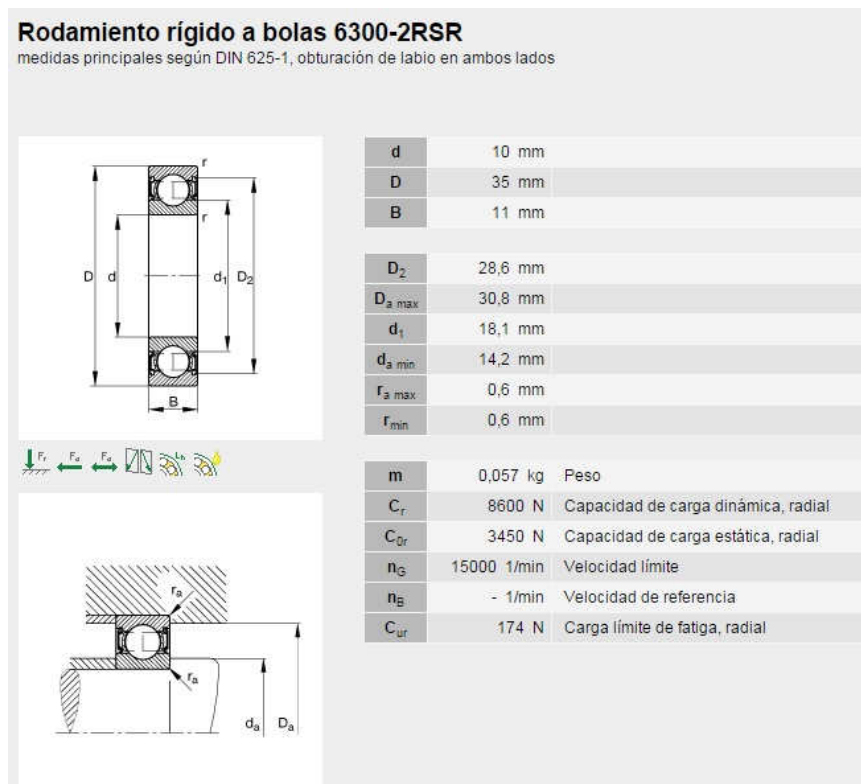 Rodamiento rígido a bolas 6300-2RSR
medidas principales según DIN 625-1, obturación de labio en ambos lados
r
r
D d d1 D2
B
Fr Fa Fa Lh
ra
ra
da Da
d 10 mm
D 35 mm
B 11 mm
D2 28,6 mm
Da max 30,8 mm
d1 18,1 mm
da min 14,2 mm
ra max 0,6 mm
rmin 0,6 mm
m 0,057 kg Peso
Cr 8600 N Capacidad de carga dinámica, radial
C0r 3450 N Capacidad de carga estática, radial
nG 15000 1/min Velocidad límite
nB - 1/min Velocidad de referencia
Cur 174 N Carga límite de fatiga, radial